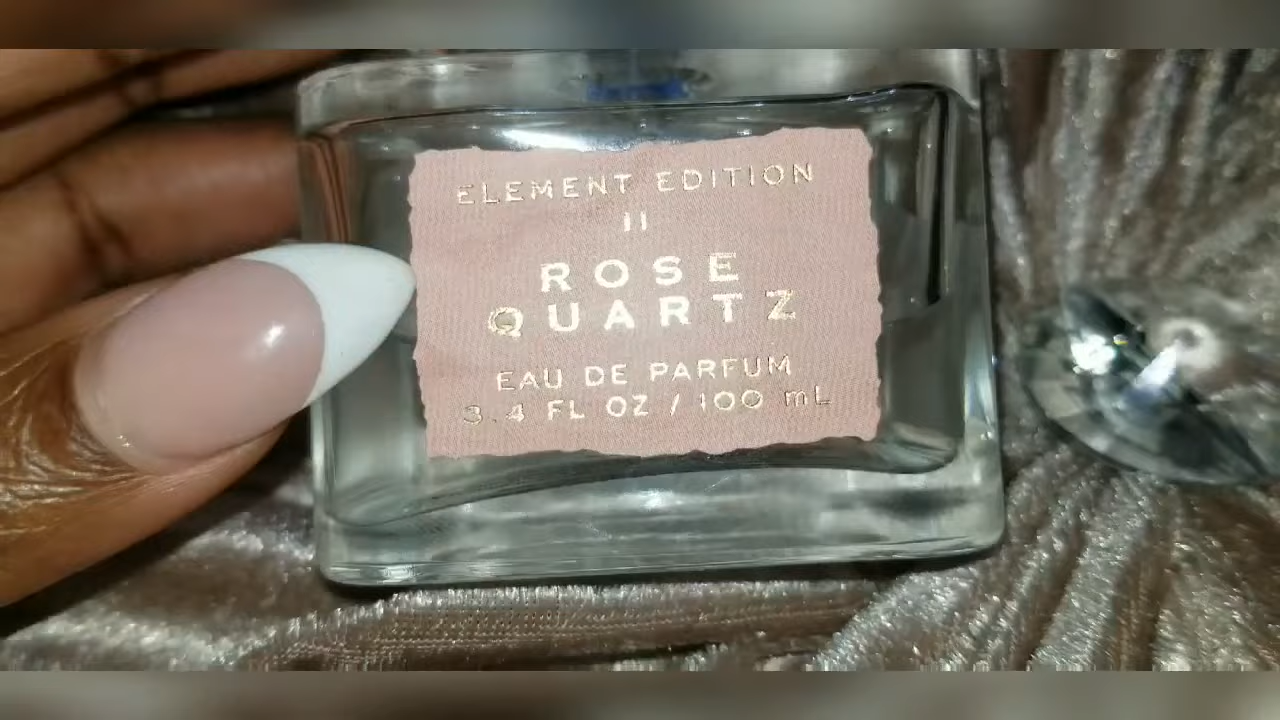 ELEMENT EDITION
II
ROSE
QUARTZ
EAU DE PARFUM
3.4 FL OZ / 100 mL